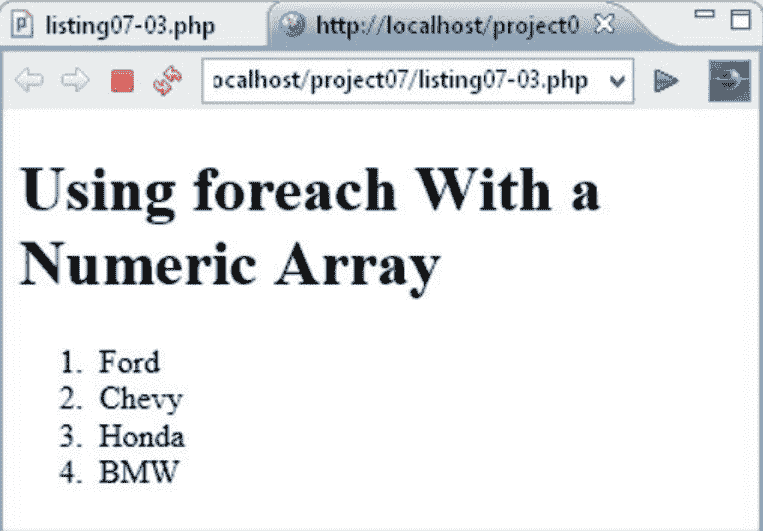 listing07-03.php http://localhost/project0
ocalhost/project07/listing07-03.php
Using foreach With a
Numeric Array
1. Ford
2. Chevy
3. Honda
4. BMW